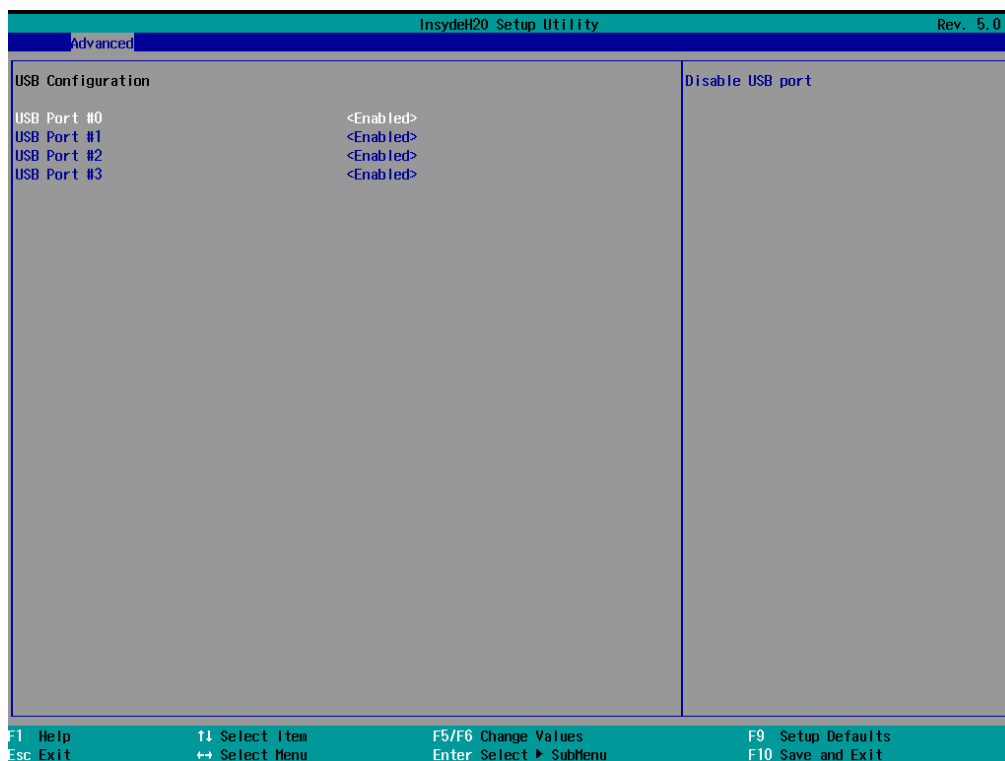 InsydeH20 Setup Utility Rev. 5.0
Advanced
USB Configuration
Disable USB port
USB Port #0 <Enabled>
USB Port #1 <Enabled>
USB Port #2 <Enabled>
USB Port #3 <Enabled>
F1 Help ↑↓ Select Item F5/F6 Change Values F9 Setup Defaults
Esc Exit ←→ Select Menu Enter Select ▶ SubMenu F10 Save and Exit